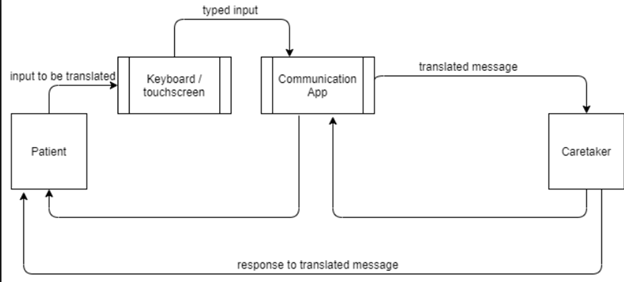 typed input
input to be translated
Keyboard /
touchscreen
Communication
App
translated message
Patient
Caretaker
response to translated message